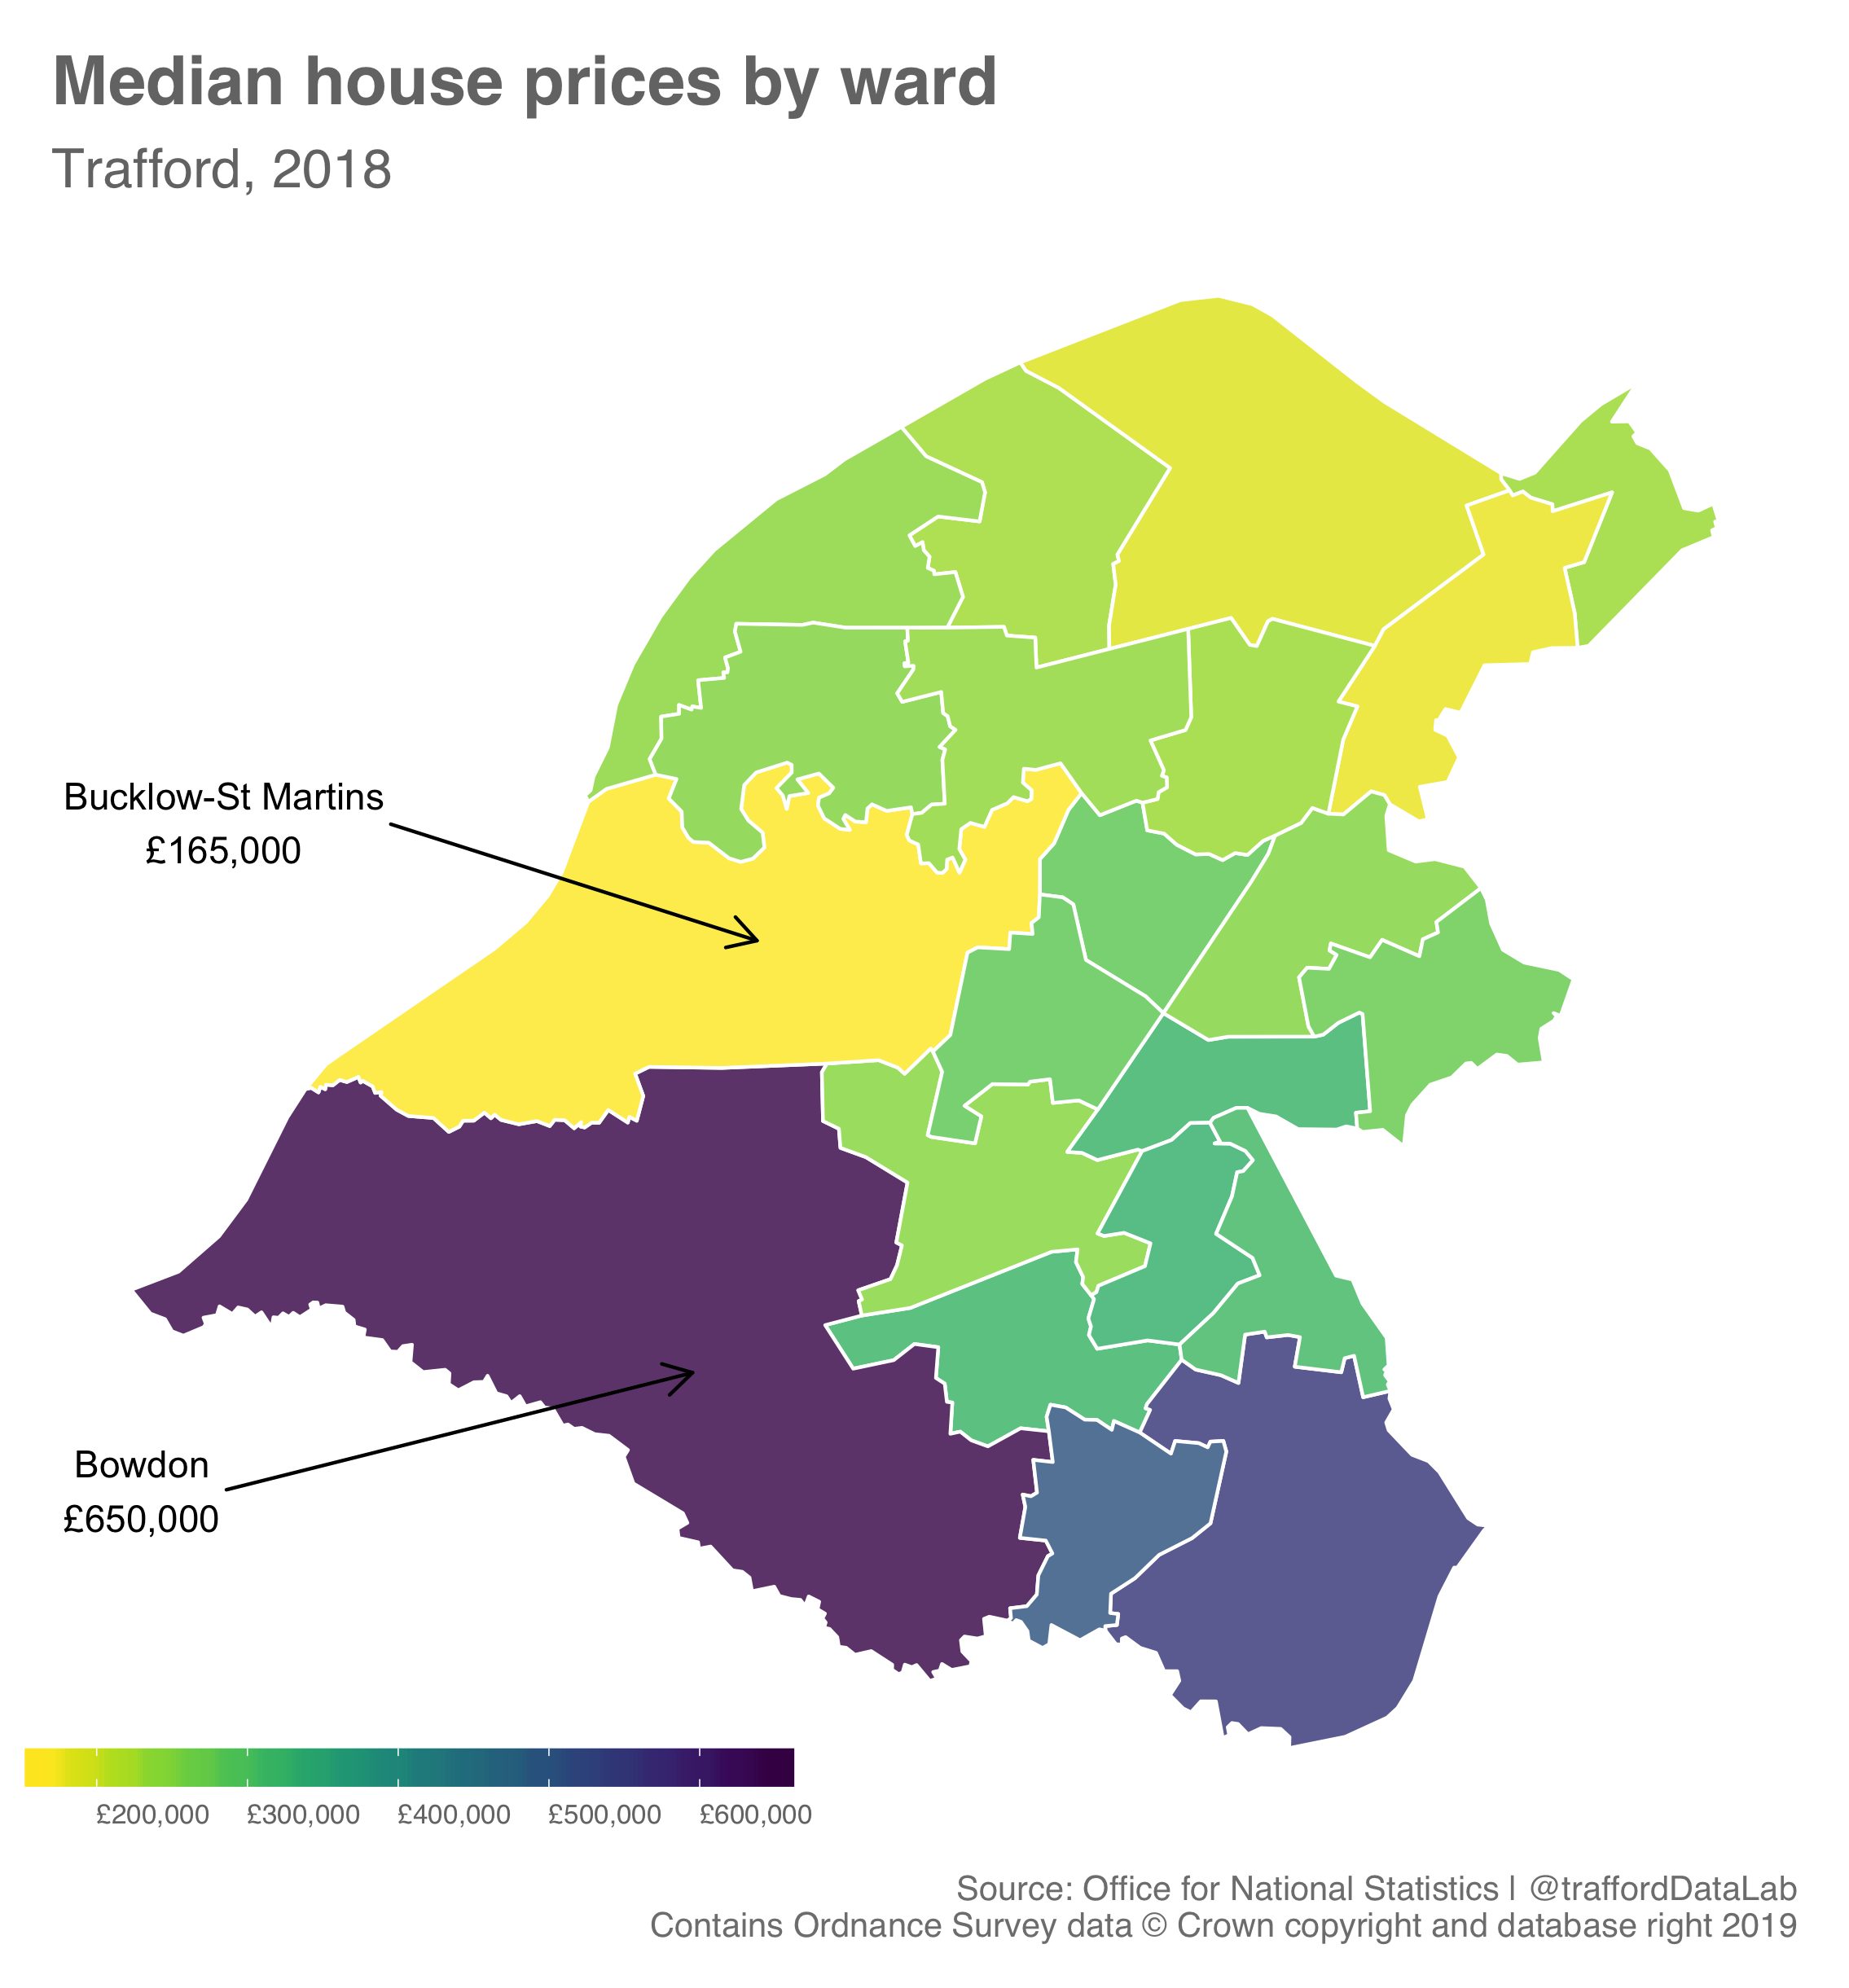 Median house prices by ward
Trafford, 2018
Bucklow-St Martins
£165,000
Bowdon
£650,000
£200,000 £300,000 £400,000 £500,000 £600,000
Source: Office for National Statistics | @traffordDataLab
Contains Ordnance Survey data © Crown copyright and database right 2019